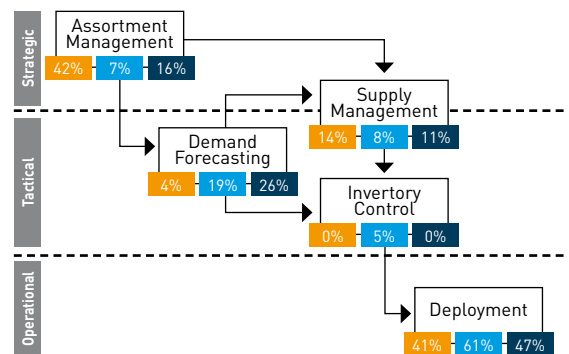 Strategic
Assortment
Management
42% 7% 16%
Supply
Management
14% 8% 11%
Tactical
Demand
Forecasting
4% 19% 26%
Invertory
Control
0% 5% 0%
Operational
Deployment
41% 61% 47%